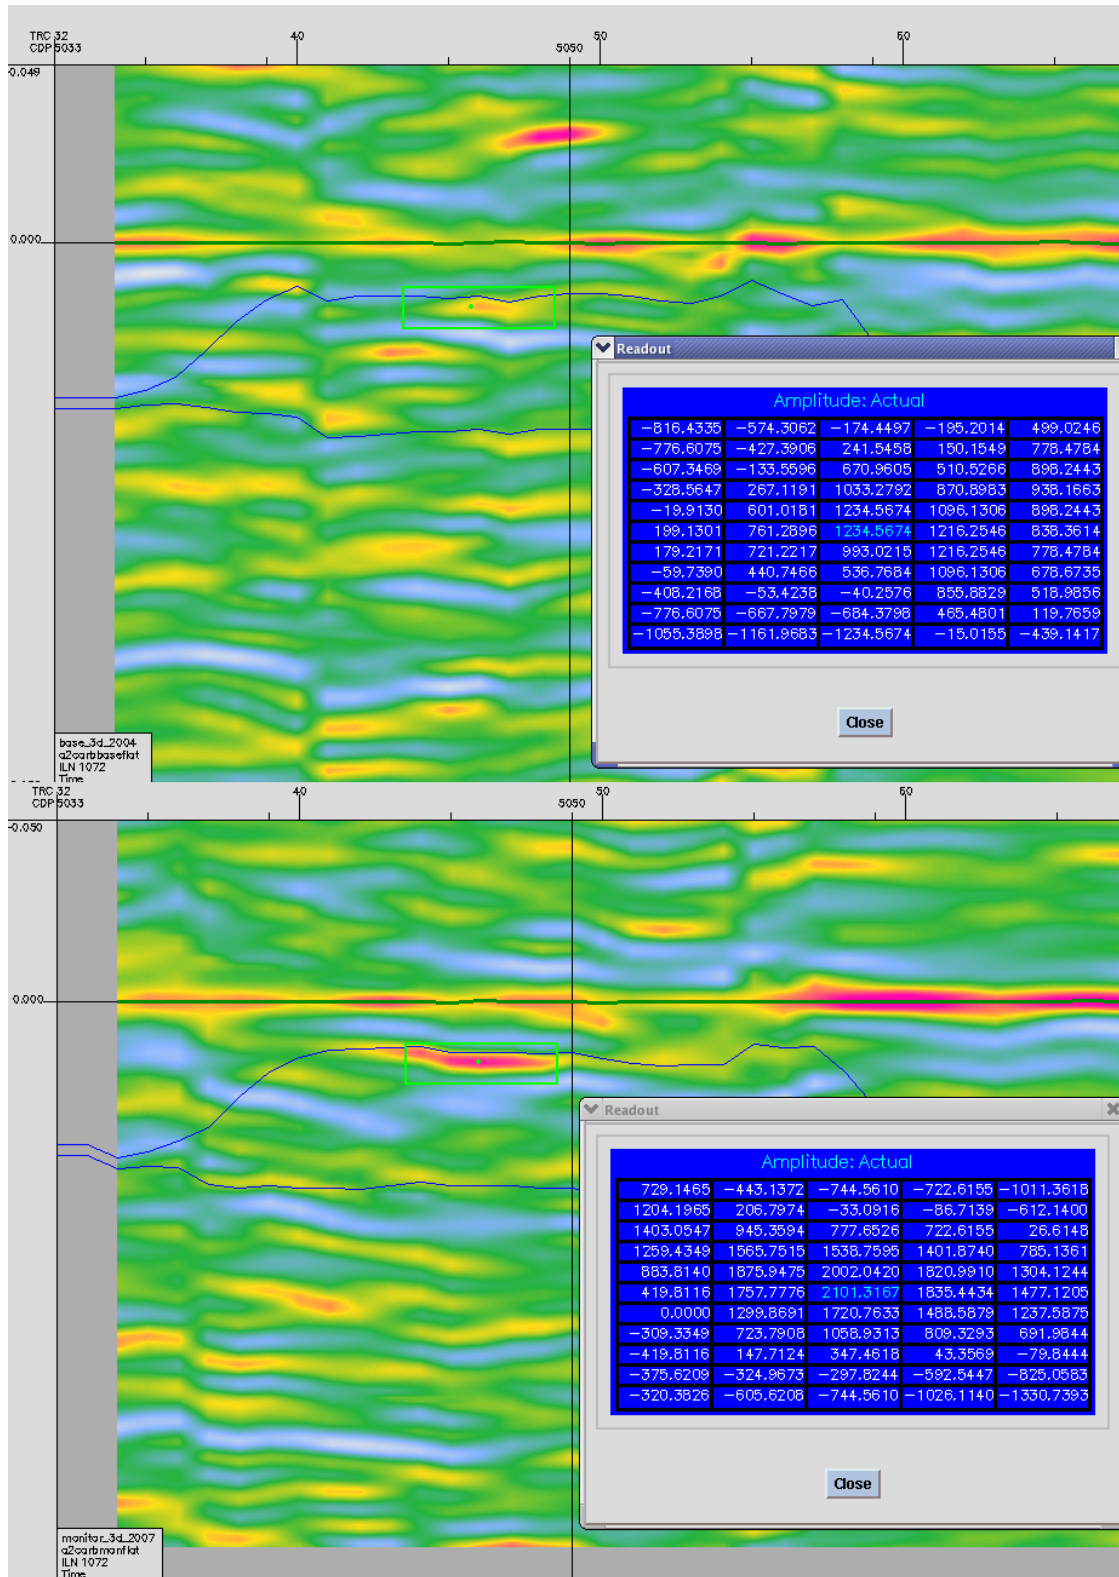 TRC 32 40 50 60
CDP 5033 5050
-0.049
0.000
Readout
Amplitude: Actual
-816.4335 -574.3062 -174.4497 -195.2014 499.0246
-776.6075 -427.3906 241.5458 150.1549 778.4784
-607.3469 -133.5596 670.9605 510.5266 898.2443
-328.5647 267.1191 1033.2792 870.8983 938.1663
-19.9130 601.0181 1234.5674 1096.1306 898.2443
199.1301 761.2896 1234.5674 1216.2546 838.3614
179.2171 721.2217 993.0215 1216.2546 778.4784
-59.7390 440.7466 536.7684 1096.1306 678.6735
-408.2168 -53.4238 -40.2576 855.8829 518.9856
-776.6075 -667.7979 -684.3798 465.4801 119.7659
-1055.3898 -1161.9683 -1234.5674 -15.0155 -439.1417
Close
base_3d_2004
a2carbbaseflat
ILN 1072
Time
TRC 32 40 50 60
CDP 5033 5050
-0.050
0.000
Readout
Amplitude: Actual
729.1465 -443.1372 -744.5610 -722.6155 -1011.3618
1204.1965 206.7974 -33.0916 -86.7139 -612.1400
1403.0547 945.3594 777.6526 722.6155 26.6148
1259.4349 1565.7515 1538.7595 1401.8740 785.1361
883.8140 1875.9475 2002.0420 1820.9910 1304.1244
419.8116 1757.7776 2101.3167 1835.4434 1477.1205
0.0000 1299.8691 1720.7633 1488.5879 1237.5875
-309.3349 723.7908 1058.9313 809.3293 691.9844
-419.8116 147.7124 347.4618 43.3569 -79.8444
-375.6209 -324.9673 -297.8244 -592.5447 -825.0583
-320.3826 -605.6208 -744.5610 -1026.1140 -1330.7393
Close
monitor_3d_2007
a2carbmonflat
ILN 1072
Time